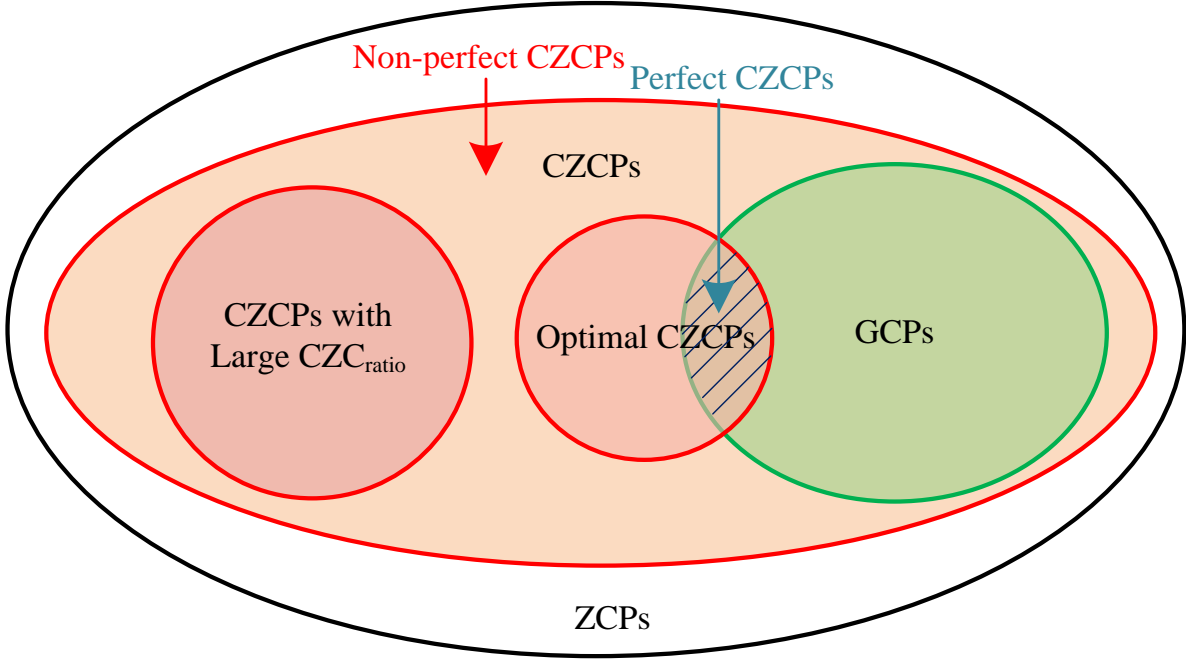 Non-perfect CZCPs
Perfect CZCPs
CZCPs
CZCPs with
Large CZCratio
Optimal CZCPs
GCPs
ZCPs